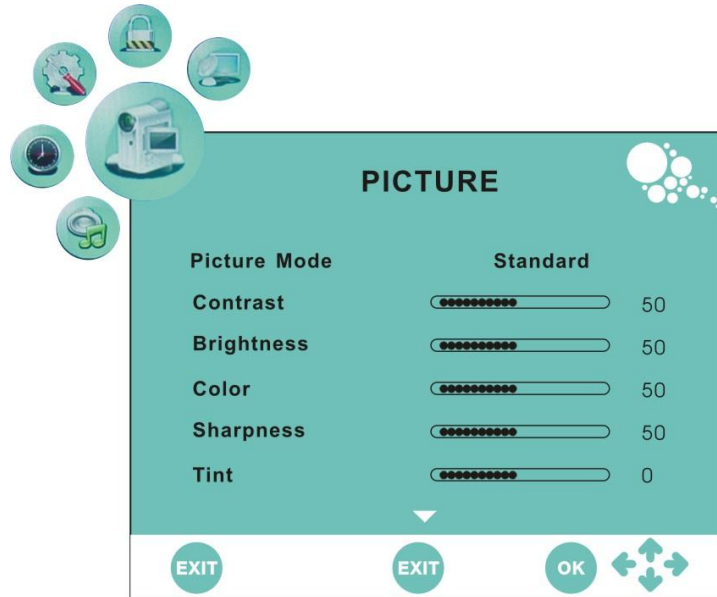 PICTURE
Picture Mode Standard
Contrast 50
Brightness 50
Color 50
Sharpness 50
Tint 0
EXIT EXIT OK